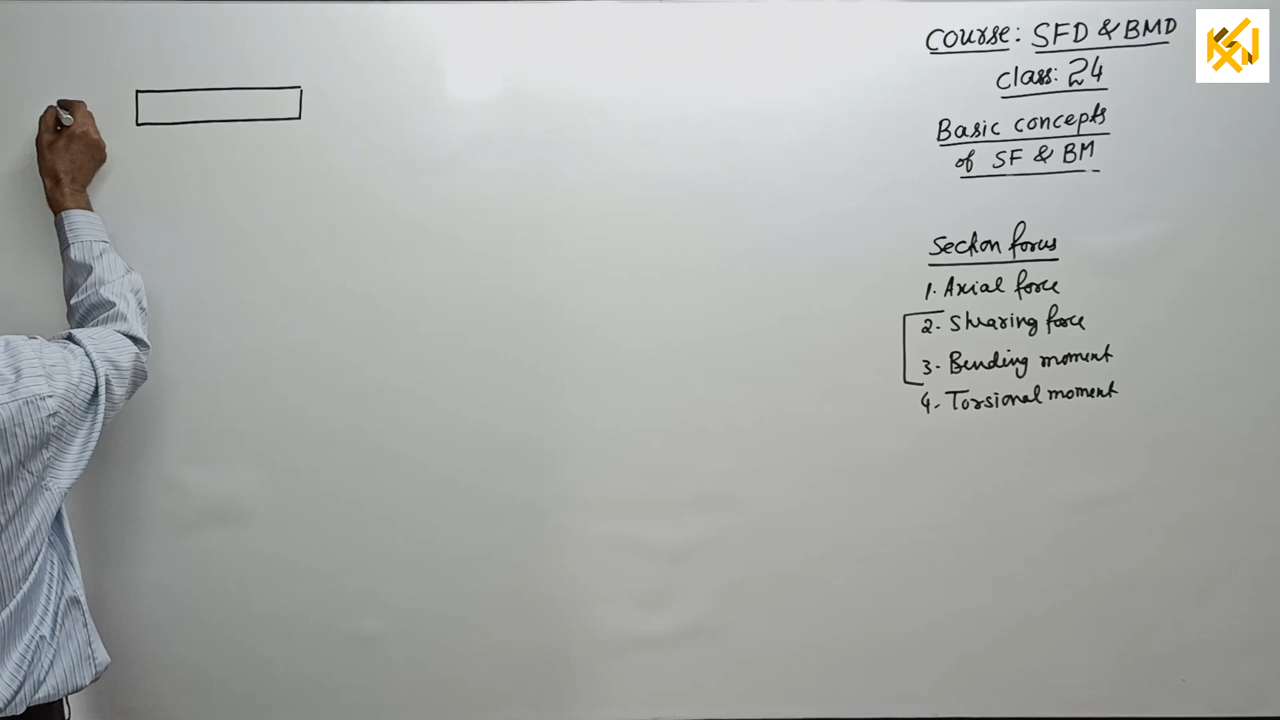 Course: SFD & BMD
Class: 24
Basic concepts
of SF & BM
Section forces
1. Axial force
2. Shearing force
3. Bending moment
4. Torsional moment